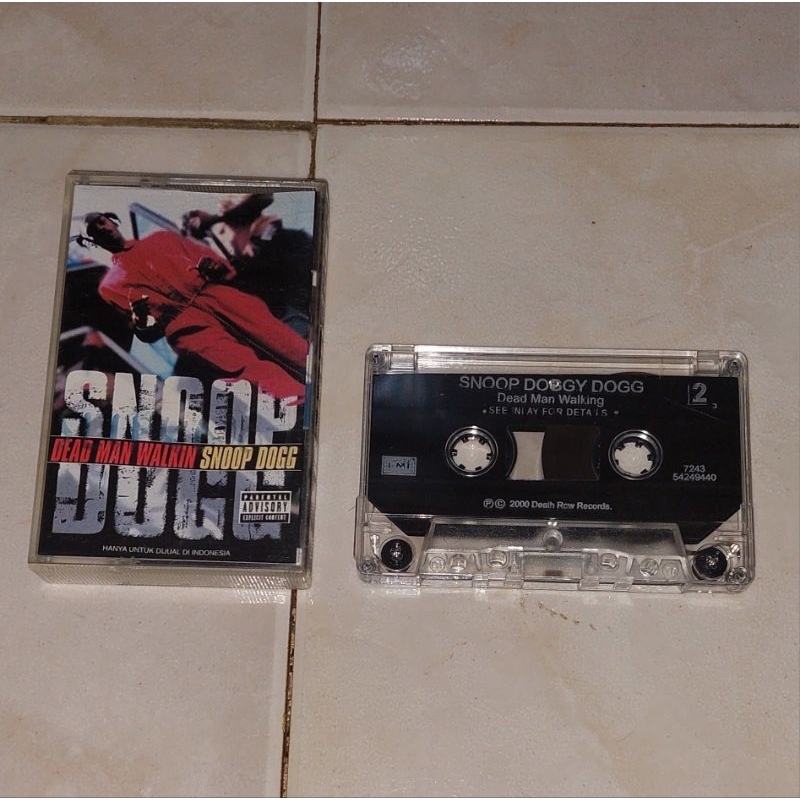 SNOOP
DEAD MAN WALKIN SNOOP DOGG
DOGG
PARENTAL
ADVISORY
EXPLICIT CONTENT
HANYA UNTUK DIJUAL DI INDONESIA
SNOOP DOGGY DOGG
Dead Man Walking
• SEE INLAY FOR DETAILS •
2
EMI
7243
54249440
℗ © 2000 Death Row Records.